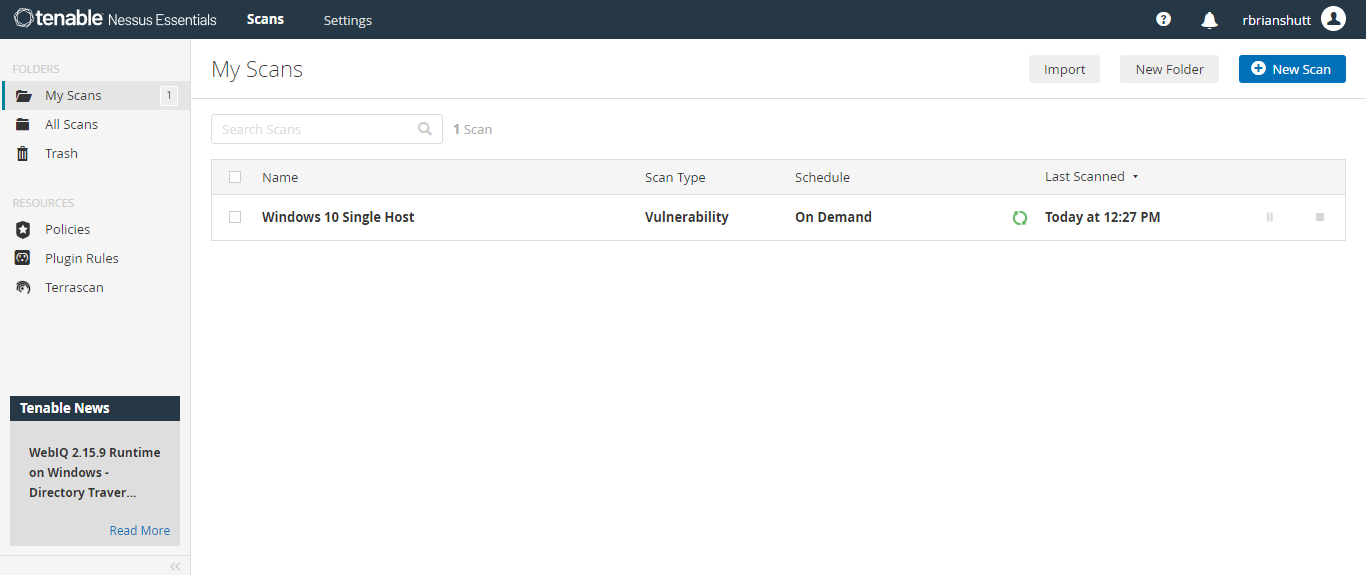 tenable Nessus Essentials Scans Settings rbrianshutt
FOLDERS
My Scans 1
All Scans
Trash
RESOURCES
Policies
Plugin Rules
Terrascan
Tenable News
WebIQ 2.15.9 Runtime
on Windows -
Directory Traver...
Read More
My Scans Import New Folder New Scan
Search Scans 1 Scan
Name Scan Type Schedule Last Scanned
Windows 10 Single Host Vulnerability On Demand Today at 12:27 PM